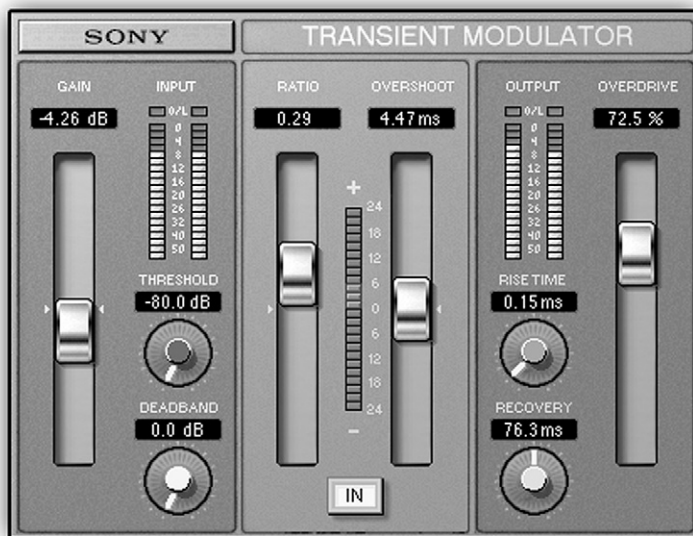 SONY
TRANSIENT MODULATOR
GAIN
-4.26 dB
INPUT
O/L
0
4
8
12
16
20
26
32
40
50
THRESHOLD
-80.0 dB
DEADBAND
0.0 dB
RATIO
0.29
OVERSHOOT
4.47ms
+
24
18
12
6
0
6
12
18
24
-
IN
OUTPUT
O/L
0
4
8
12
16
20
26
32
40
50
RISE TIME
0.15ms
RECOVERY
76.3ms
OVERDRIVE
72.5 %